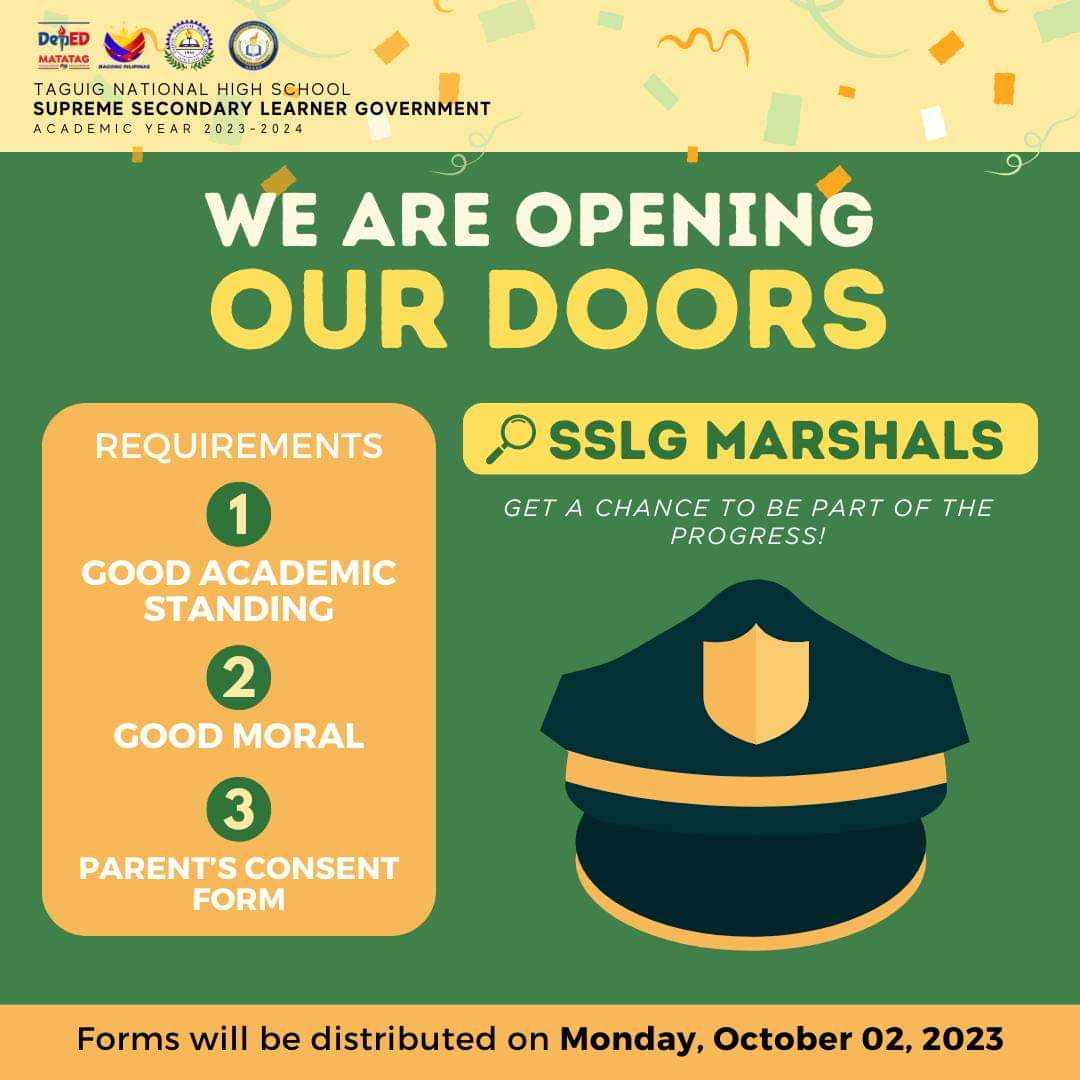 DepED
MATATAG
BAGONG PILIPINAS
TAGUIG NATIONAL HIGH SCHOOL
SUPREME SECONDARY LEARNER GOVERNMENT
ACADEMIC YEAR 2023-2024
WE ARE OPENING
OUR DOORS
REQUIREMENTS
1
GOOD ACADEMIC
STANDING
2
GOOD MORAL
3
PARENT'S CONSENT
FORM
SSLG MARSHALS
GET A CHANCE TO BE PART OF THE
PROGRESS!
Forms will be distributed on Monday, October 02, 2023